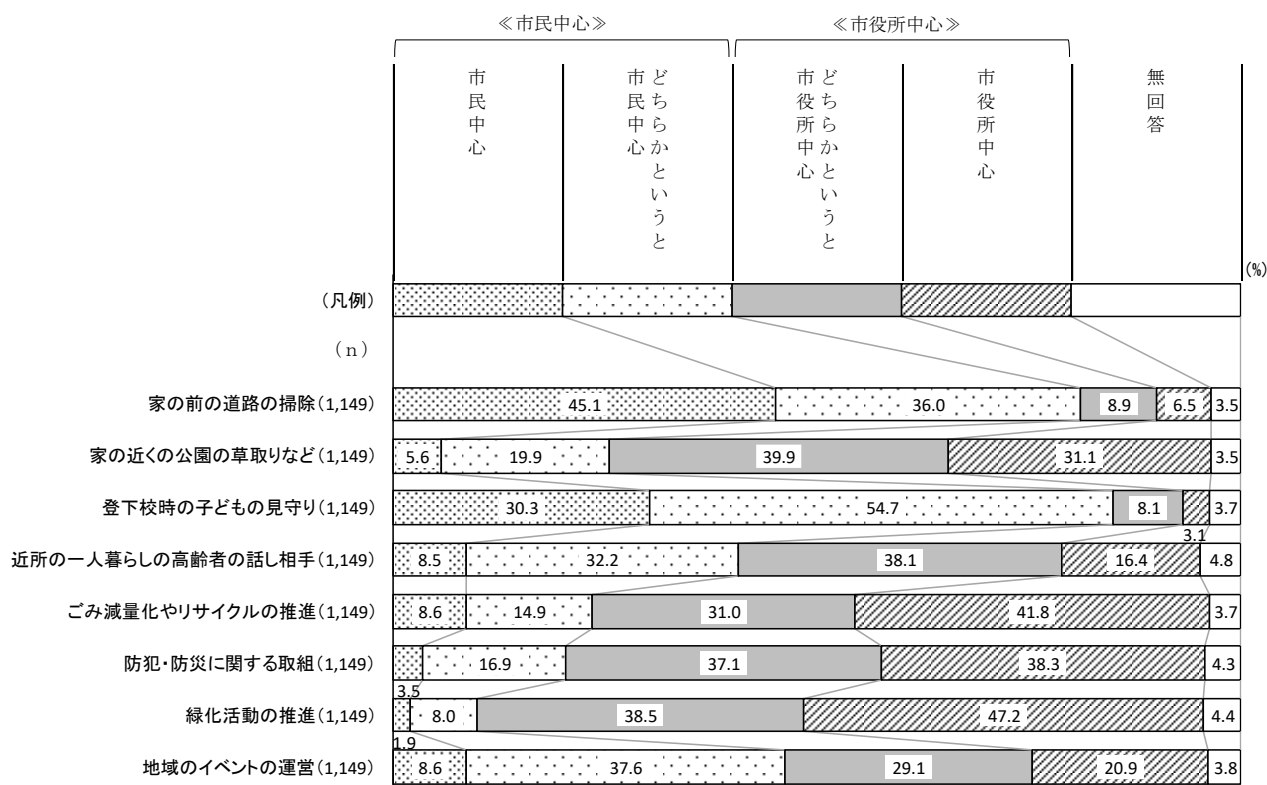 ≪市民中心≫ ≪市役所中心≫
市民中心
どちらかというと
市民中心
どちらかというと
市役所中心
市役所中心
無回答
(%)
(凡例)
(n)
家の前の道路の掃除(1,149) 45.1 36.0 8.9 6.5 3.5
家の近くの公園の草取りなど(1,149) 5.6 19.9 39.9 31.1 3.5
登下校時の子どもの見守り(1,149) 30.3 54.7 8.1 3.1 3.7
近所の一人暮らしの高齢者の話し相手(1,149) 8.5 32.2 38.1 16.4 4.8
ごみ減量化やリサイクルの推進(1,149) 8.6 14.9 31.0 41.8 3.7
防犯・防災に関する取組(1,149) 3.5 16.9 37.1 38.3 4.3
緑化活動の推進(1,149) 1.9 8.0 38.5 47.2 4.4
地域のイベントの運営(1,149) 8.6 37.6 29.1 20.9 3.8